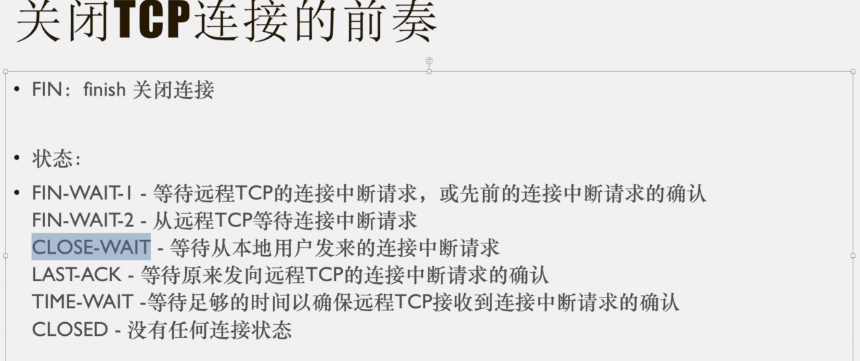 关闭TCP连接的前奏
• FIN：finish 关闭连接
• 状态：
• FIN-WAIT-1 - 等待远程TCP的连接中断请求，或先前的连接中断请求的确认
FIN-WAIT-2 - 从远程TCP等待连接中断请求
CLOSE-WAIT - 等待从本地用户发来的连接中断请求
LAST-ACK - 等待原来发向远程TCP的连接中断请求的确认
TIME-WAIT -等待足够的时间以确保远程TCP接收到连接中断请求的确认
CLOSED - 没有任何连接状态